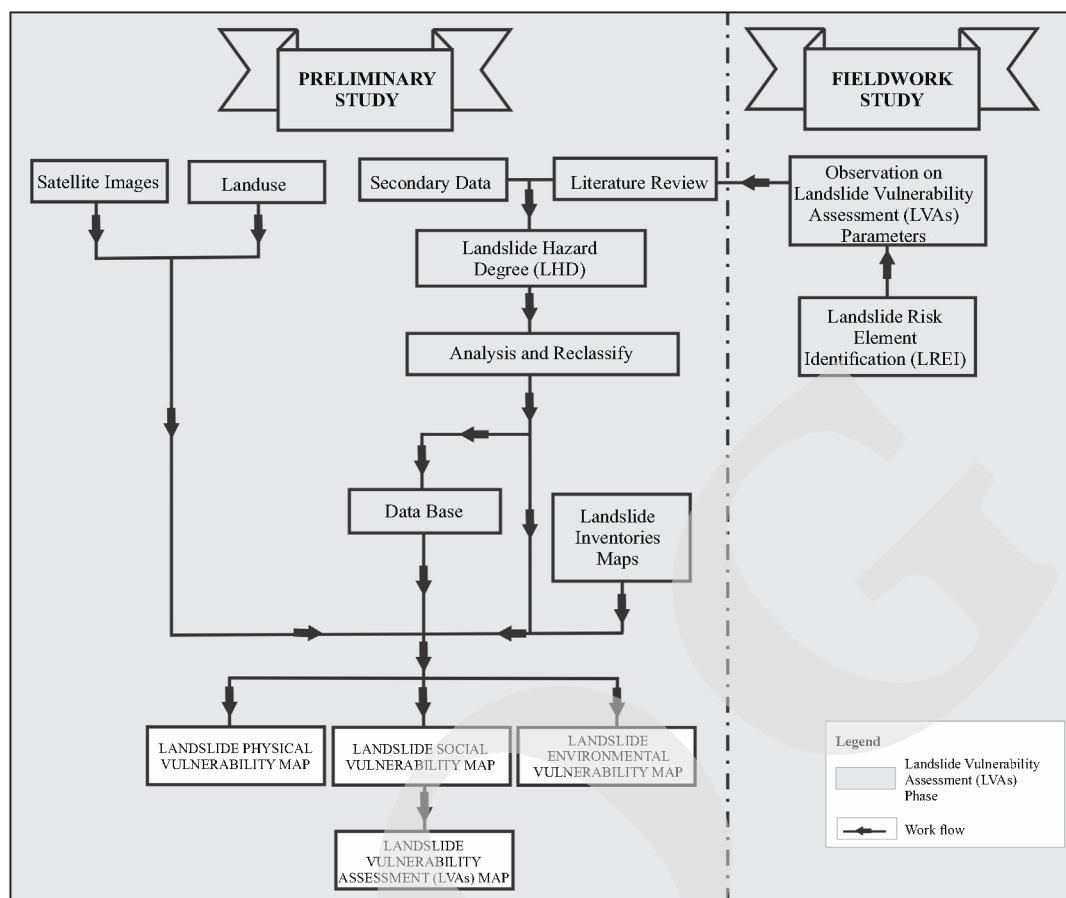 PRELIMINARY
STUDY
FIELDWORK
STUDY
Satellite Images
Landuse
Secondary Data
Literature Review
Observation on
Landslide Vulnerability
Assessment (LVAs)
Parameters
Landslide Hazard
Degree (LHD)
Landslide Risk
Element
Identification (LREI)
Analysis and Reclassify
Data Base
Landslide
Inventories
Maps
LANDSLIDE PHYSICAL
VULNERABILITY MAP
LANDSLIDE SOCIAL
VULNERABILITY MAP
LANDSLIDE
ENVIRONMENTAL
VULNERABILITY MAP
LANDSLIDE
VULNERABILITY
ASSESSMENT (LVAs) MAP
Legend
Landslide Vulnerability
Assessment (LVAs)
Phase
Work flow